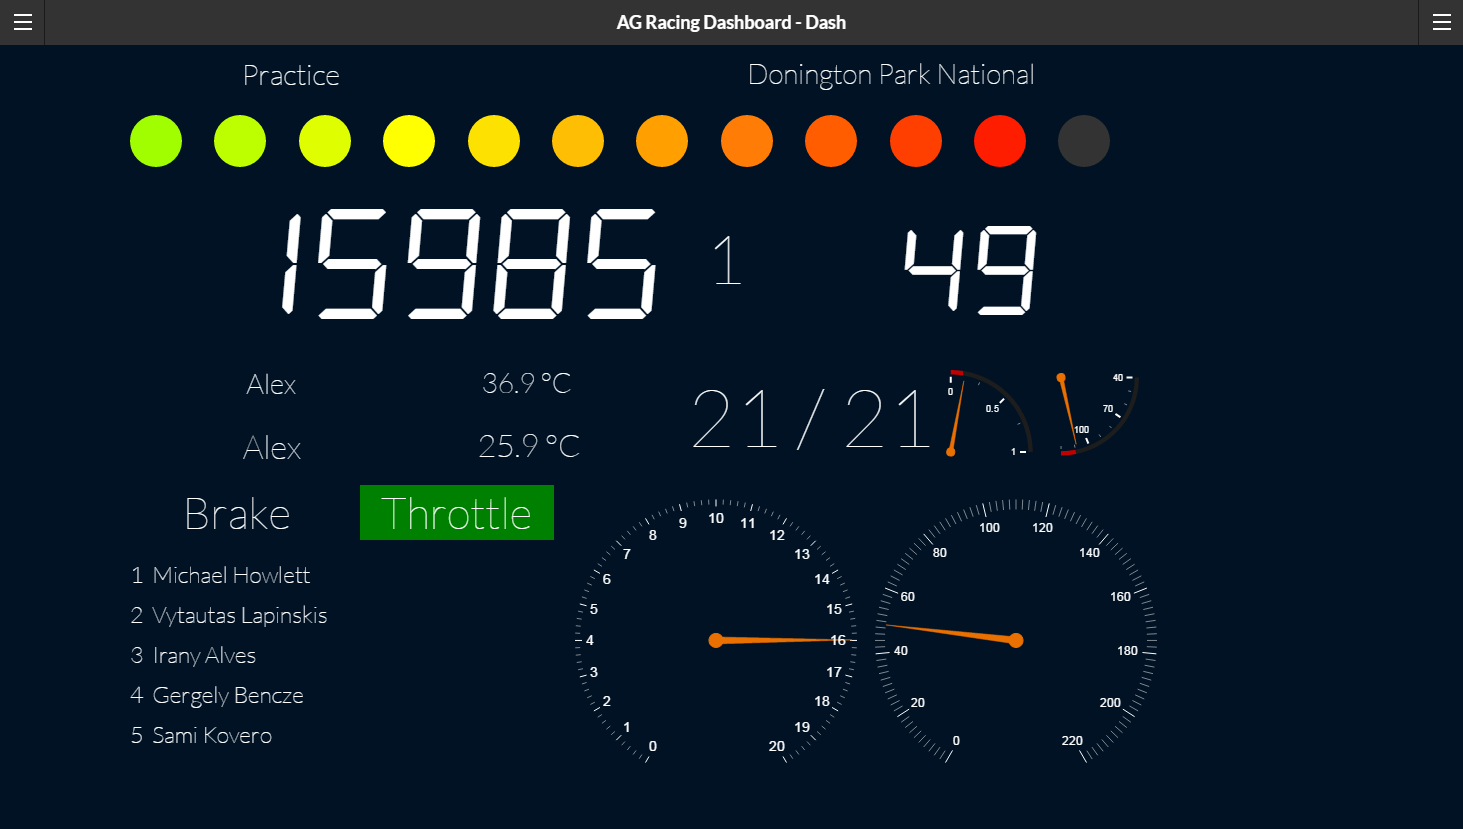 AG Racing Dashboard - Dash
Practice
Donington Park National
15985
1
49
Alex
36.9 °C
21 / 21
0
0.5
1
40
70
100
Alex
25.9 °C
Brake
Throttle
1 Michael Howlett
2 Vytautas Lapinskis
3 Irany Alves
4 Gergely Bencze
5 Sami Kovero
0
1
2
3
4
5
6
7
8
9
10
11
12
13
14
15
16
17
18
19
20
0
20
40
60
80
100
120
140
160
180
200
220